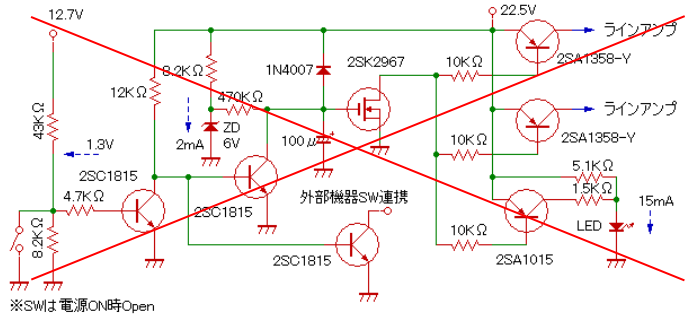 12.7V
22.5V
ラインアンプ
2SA1358-Y
8.2KΩ
1N4007
2SK2967
10KΩ
12KΩ
470KΩ
ラインアンプ
43KΩ
1.3V
2mA
ZD
6V
100μ
+
10KΩ
2SA1358-Y
2SC1815
5.1KΩ
4.7KΩ
2SC1815
外部機器SW連携
1.5KΩ
15mA
8.2KΩ
10KΩ
LED
2SC1815
2SA1015
※SWは電源ON時Open